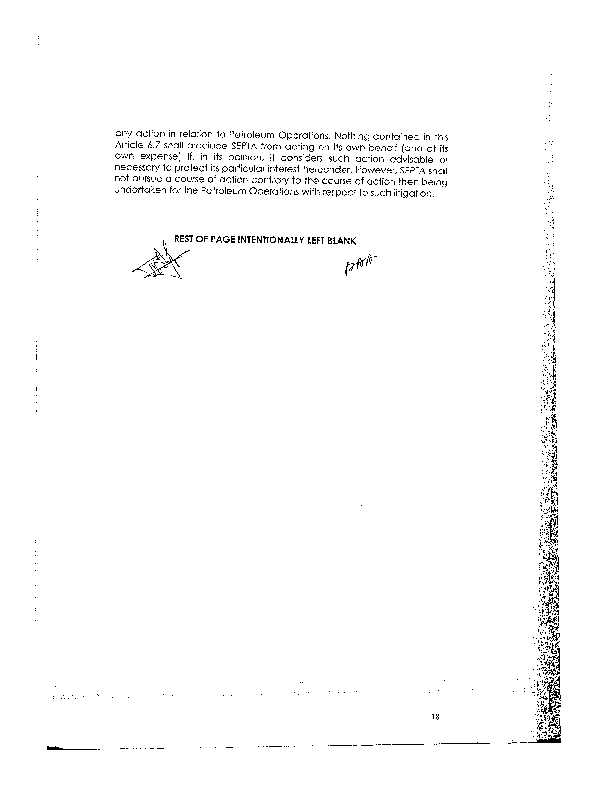 any action in relation to Petroleum Operations. Nothing contained in this
Article 6.7 shall preclude SEPTA from acting on its own behalf (and at its
own expense) if, in its opinion, it considers such action advisable or
necessary to protect its particular interest hereunder. However, SEPTA shall
not pursue a course of action contrary to the course of action then being
undertaken for the Petroleum Operations with respect to such litigation.
REST OF PAGE INTENTIONALLY LEFT BLANK
18